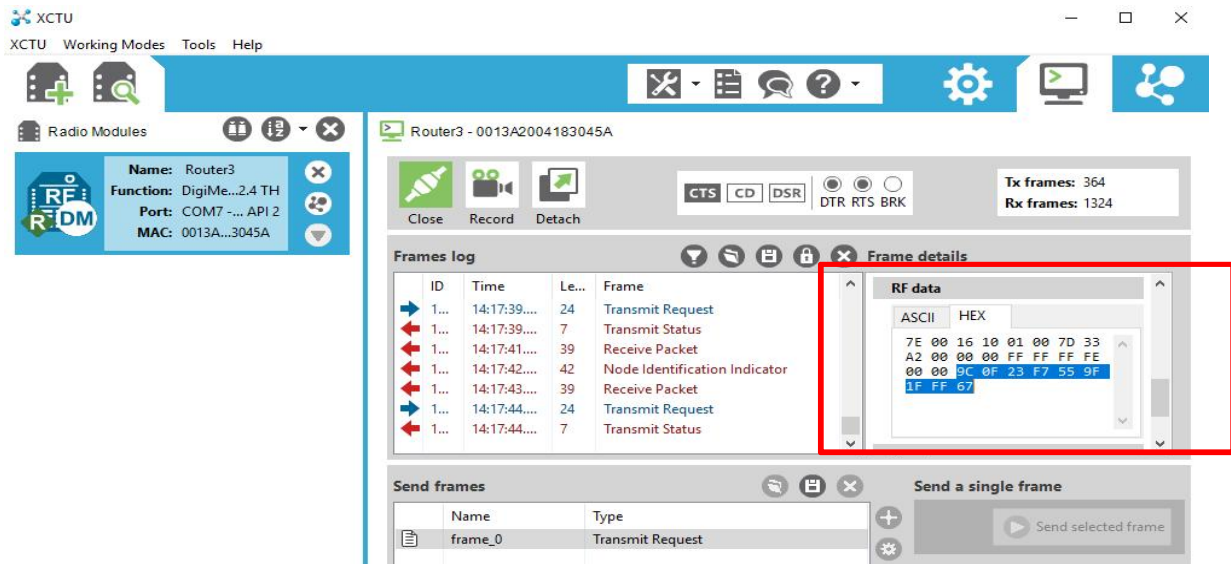 XCTU
XCTU Working Modes Tools Help
Radio Modules
Router3 - 0013A2004183045A
Name: Router3
Function: DigiMe...2.4 TH
Port: COM7 -... API 2
MAC: 0013A...3045A
RF
R DM
Close Record Detach
CTS CD DSR DTR RTS BRK
Tx frames: 364
Rx frames: 1324
Frames log
ID Time Le... Frame
1... 14:17:39.... 24 Transmit Request
1... 14:17:39.... 7 Transmit Status
1... 14:17:41.... 39 Receive Packet
1... 14:17:42.... 42 Node Identification Indicator
1... 14:17:43.... 39 Receive Packet
1... 14:17:44.... 24 Transmit Request
1... 14:17:44.... 7 Transmit Status
Frame details
RF data
ASCII HEX
7E 00 16 10 01 00 7D 33
A2 00 00 00 FF FF FF FE
00 00 9C 0F 23 F7 55 9F
1F FF 67
Send frames
Name Type
frame_0 Transmit Request
Send a single frame
Send selected frame